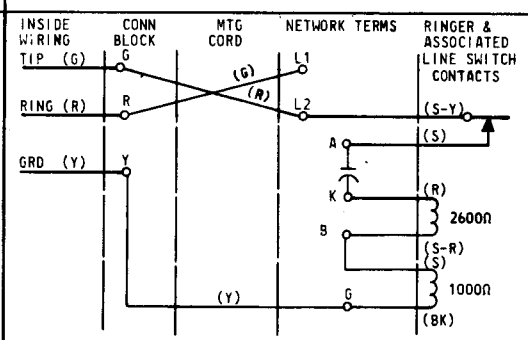 INSIDE WIRING
CONN BLOCK
MTG CORD
NETWORK TERMS
RINGER & ASSOCIATED LINE SWITCH CONTACTS
TIP (G)
G
(G)
L1
(R)
RING (R)
R
L2
(S-Y)
A
(S)
GRD (Y)
Y
K
(R)
2600Ω
B
(S-R)
(S)
1000Ω
(Y)
G
(BK)